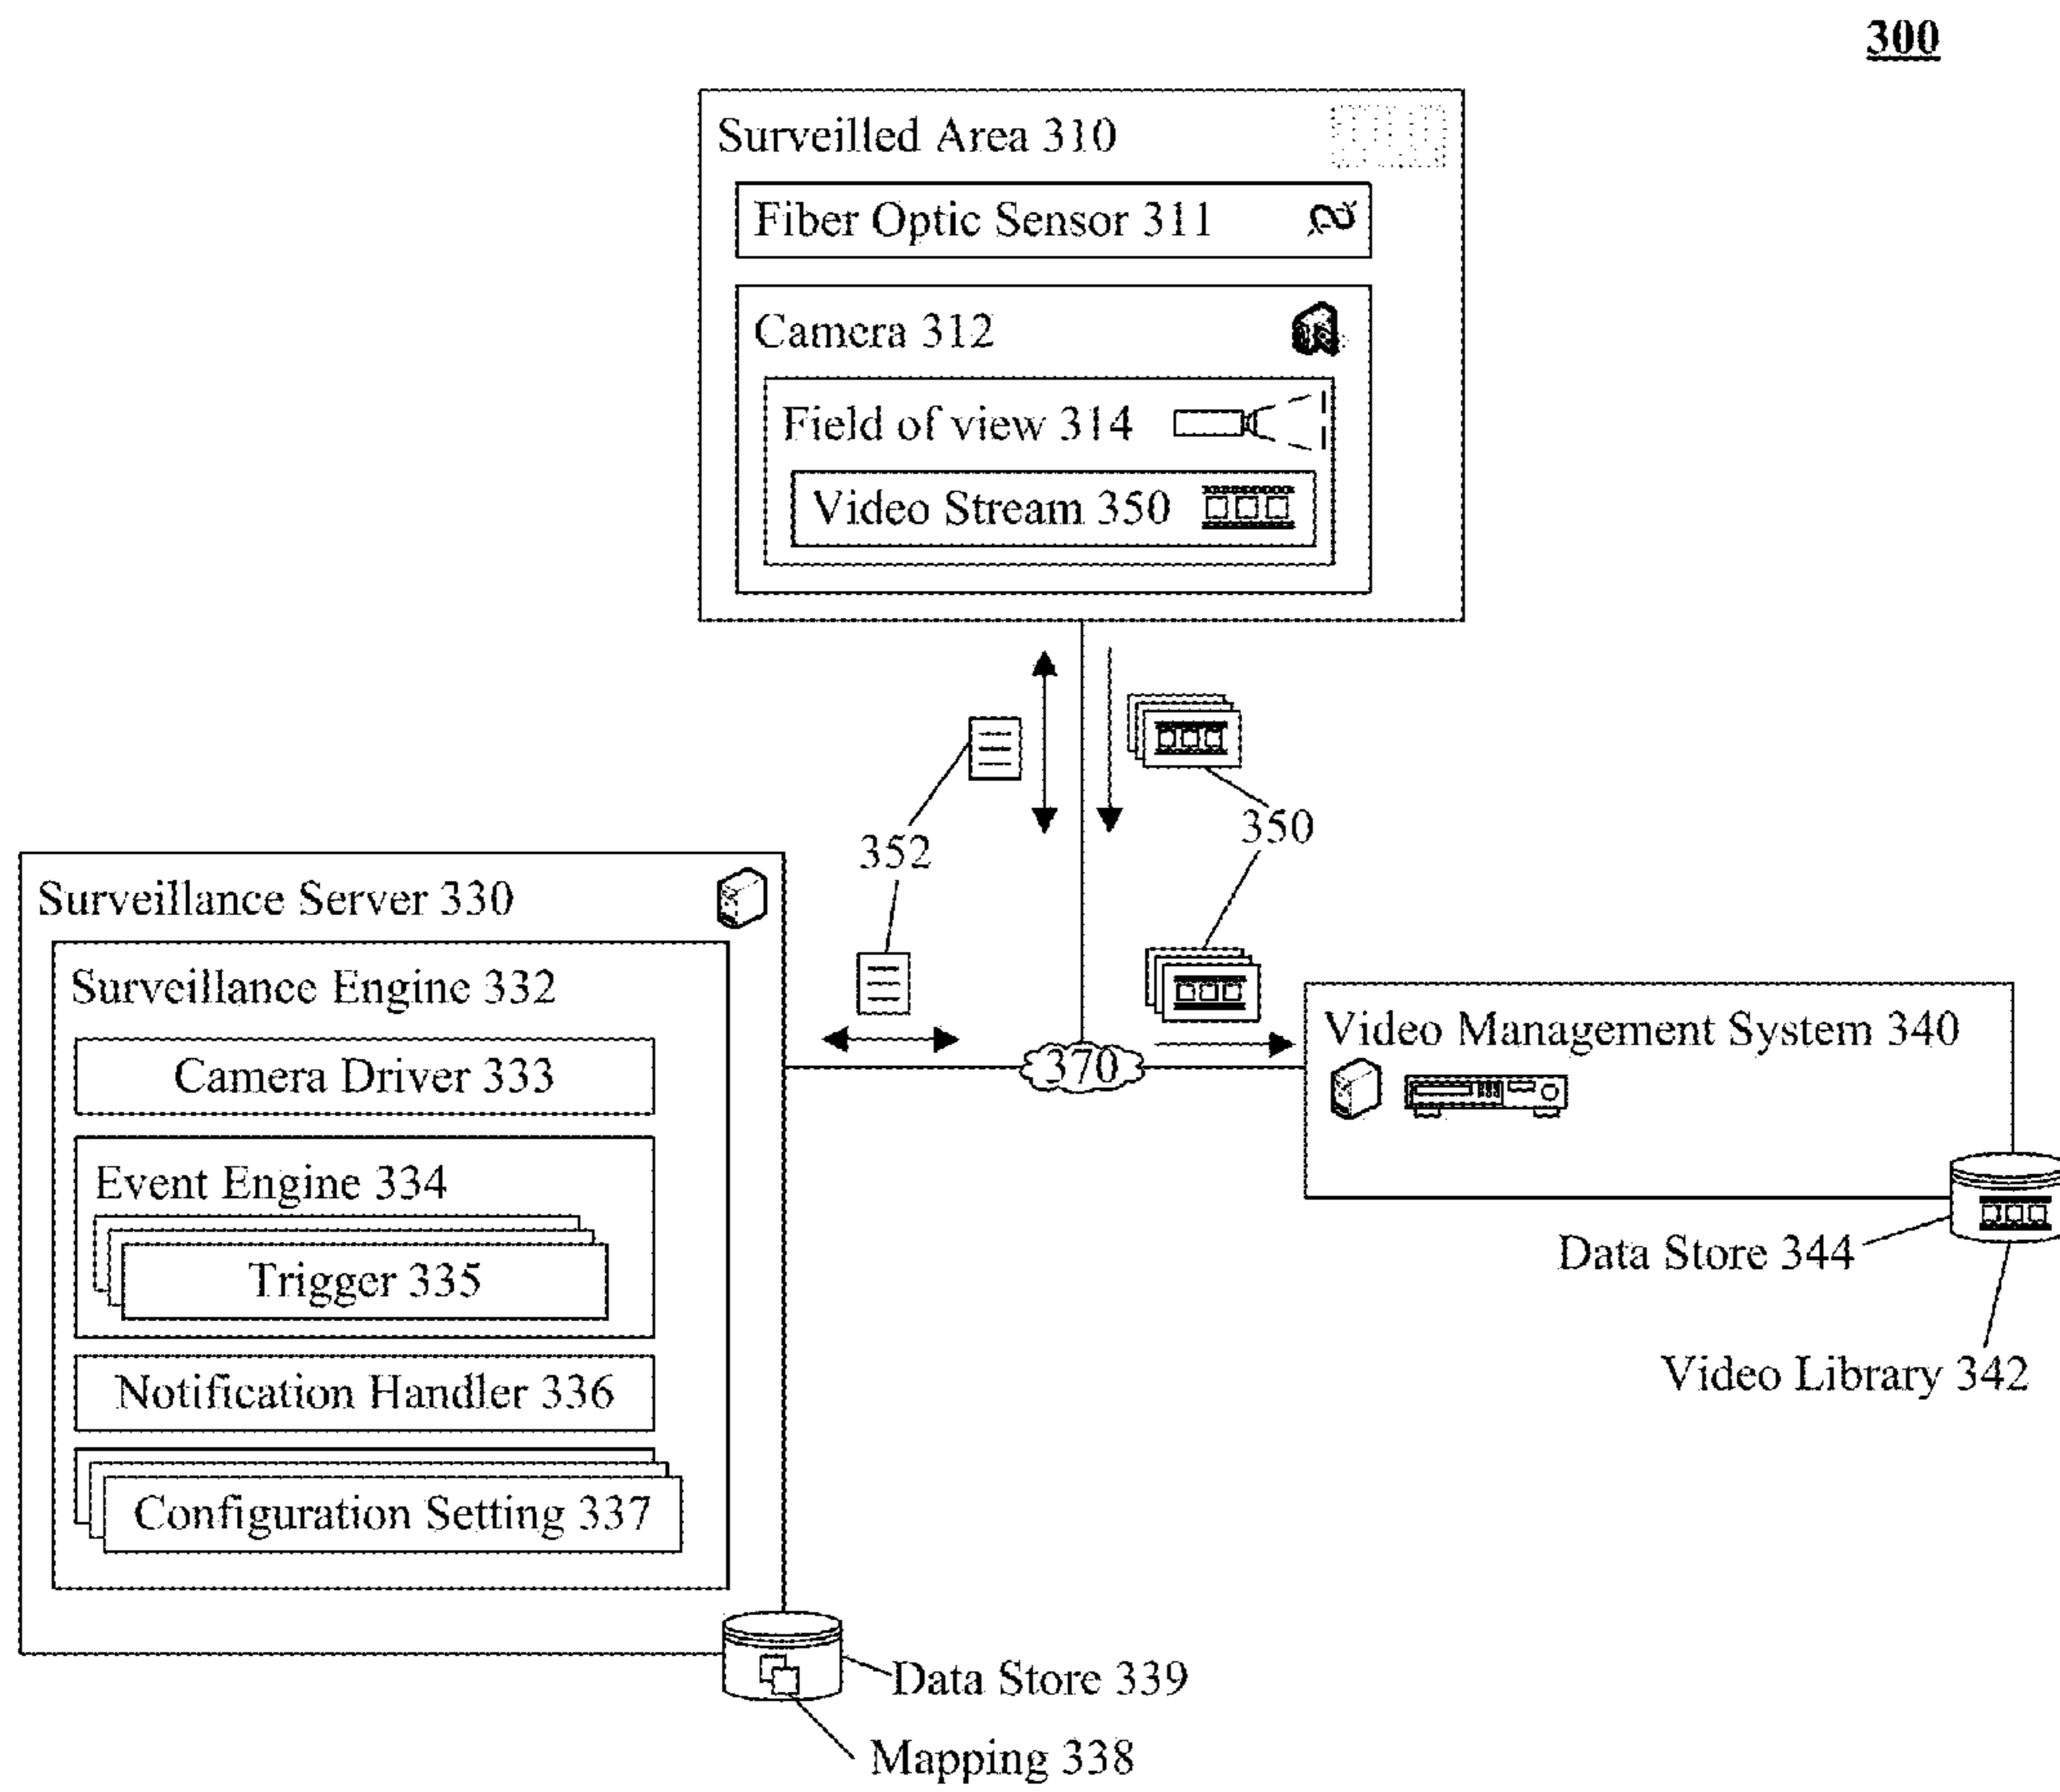 300
Surveilled Area 310
Fiber Optic Sensor 311
Camera 312
Field of view 314
Video Stream 350
352
350
Surveillance Server 330
Surveillance Engine 332
Camera Driver 333
Event Engine 334
Trigger 335
Notification Handler 336
Configuration Setting 337
370
Video Management System 340
Data Store 344
Video Library 342
Data Store 339
Mapping 338